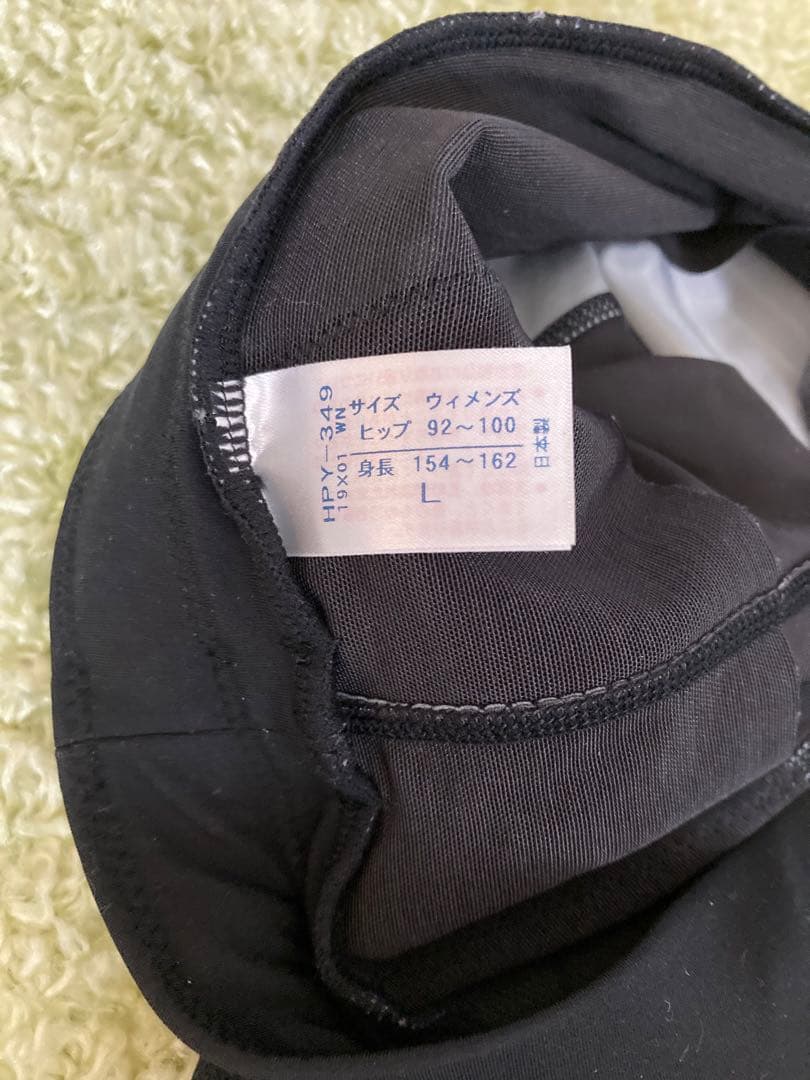 サイズ ウィメンズ
ヒップ 92～100
身長 154～162
L
HPY-349
19X01 WN
日本製